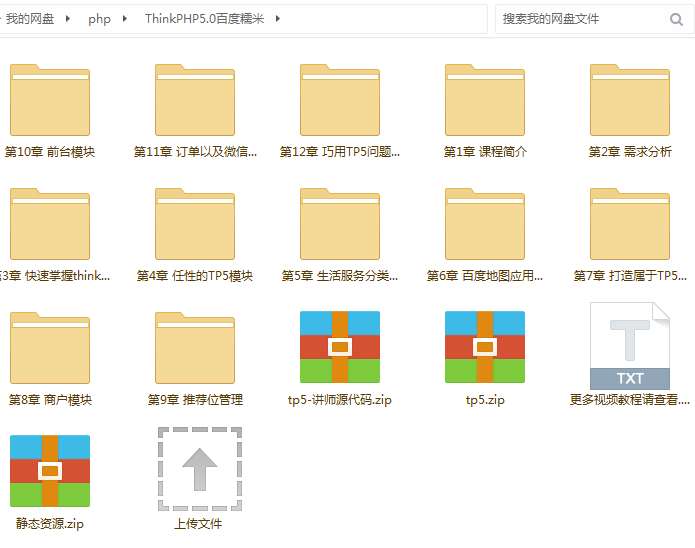 我的网盘 php ThinkPHP5.0百度糯米 搜索我的网盘文件
第10章 前台模块
第11章 订单以及微信...
第12章 巧用TP5问题...
第1章 课程简介
第2章 需求分析
第3章 快速掌握think...
第4章 任性的TP5模块
第5章 生活服务分类...
第6章 百度地图应用...
第7章 打造属于TP5...
第8章 商户模块
第9章 推荐位管理
tp5-讲师源代码.zip
tp5.zip
TXT
更多视频教程请查看....
静态资源.zip
上传文件